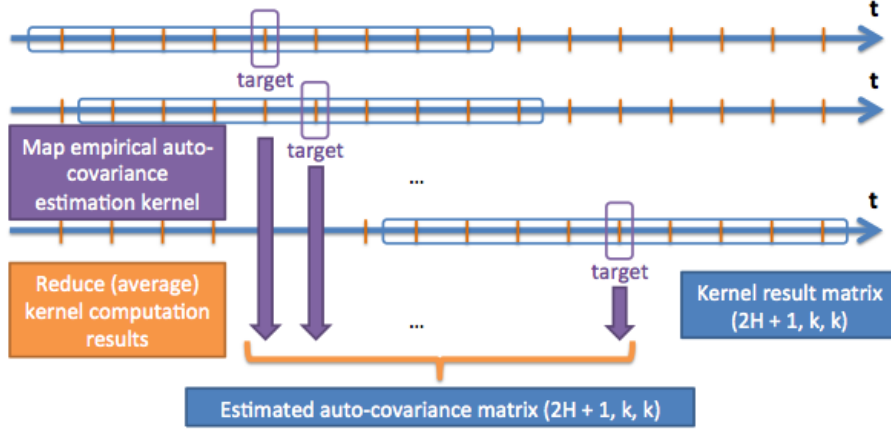 t
target
t
Map empirical auto-
covariance
estimation kernel
target
...
t
target
Reduce (average)
kernel computation
results
Kernel result matrix
(2H + 1, k, k)
...
Estimated auto-covariance matrix (2H + 1, k, k)